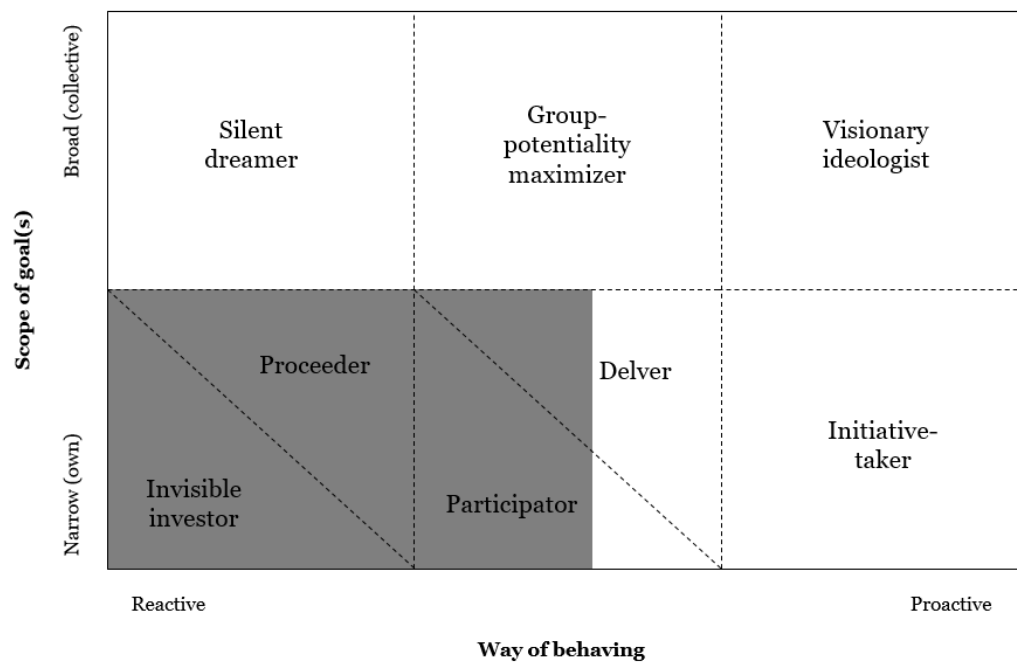 Broad (collective)
Scope of goal(s)
Narrow (own)
Silent
dreamer
Group-
potentiality
maximizer
Visionary
ideologist
Proceeder
Delver
Invisible
investor
Participator
Initiative-
taker
Reactive
Proactive
Way of behaving